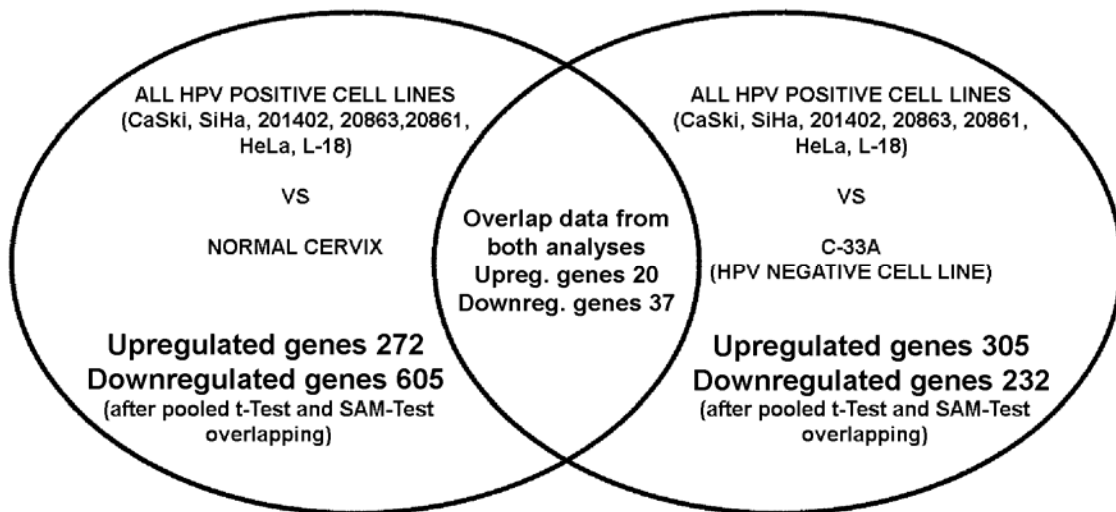 ALL HPV POSITIVE CELL LINES
(CaSki, SiHa, 201402, 20863,20861,
HeLa, L-18)
VS
NORMAL CERVIX
Upregulated genes 272
Downregulated genes 605
(after pooled t-Test and SAM-Test
overlapping)
Overlap data from
both analyses
Upreg. genes 20
Downreg. genes 37
ALL HPV POSITIVE CELL LINES
(CaSki, SiHa, 201402, 20863, 20861,
HeLa, L-18)
VS
C-33A
(HPV NEGATIVE CELL LINE)
Upregulated genes 305
Downregulated genes 232
(after pooled t-Test and SAM-Test
overlapping)